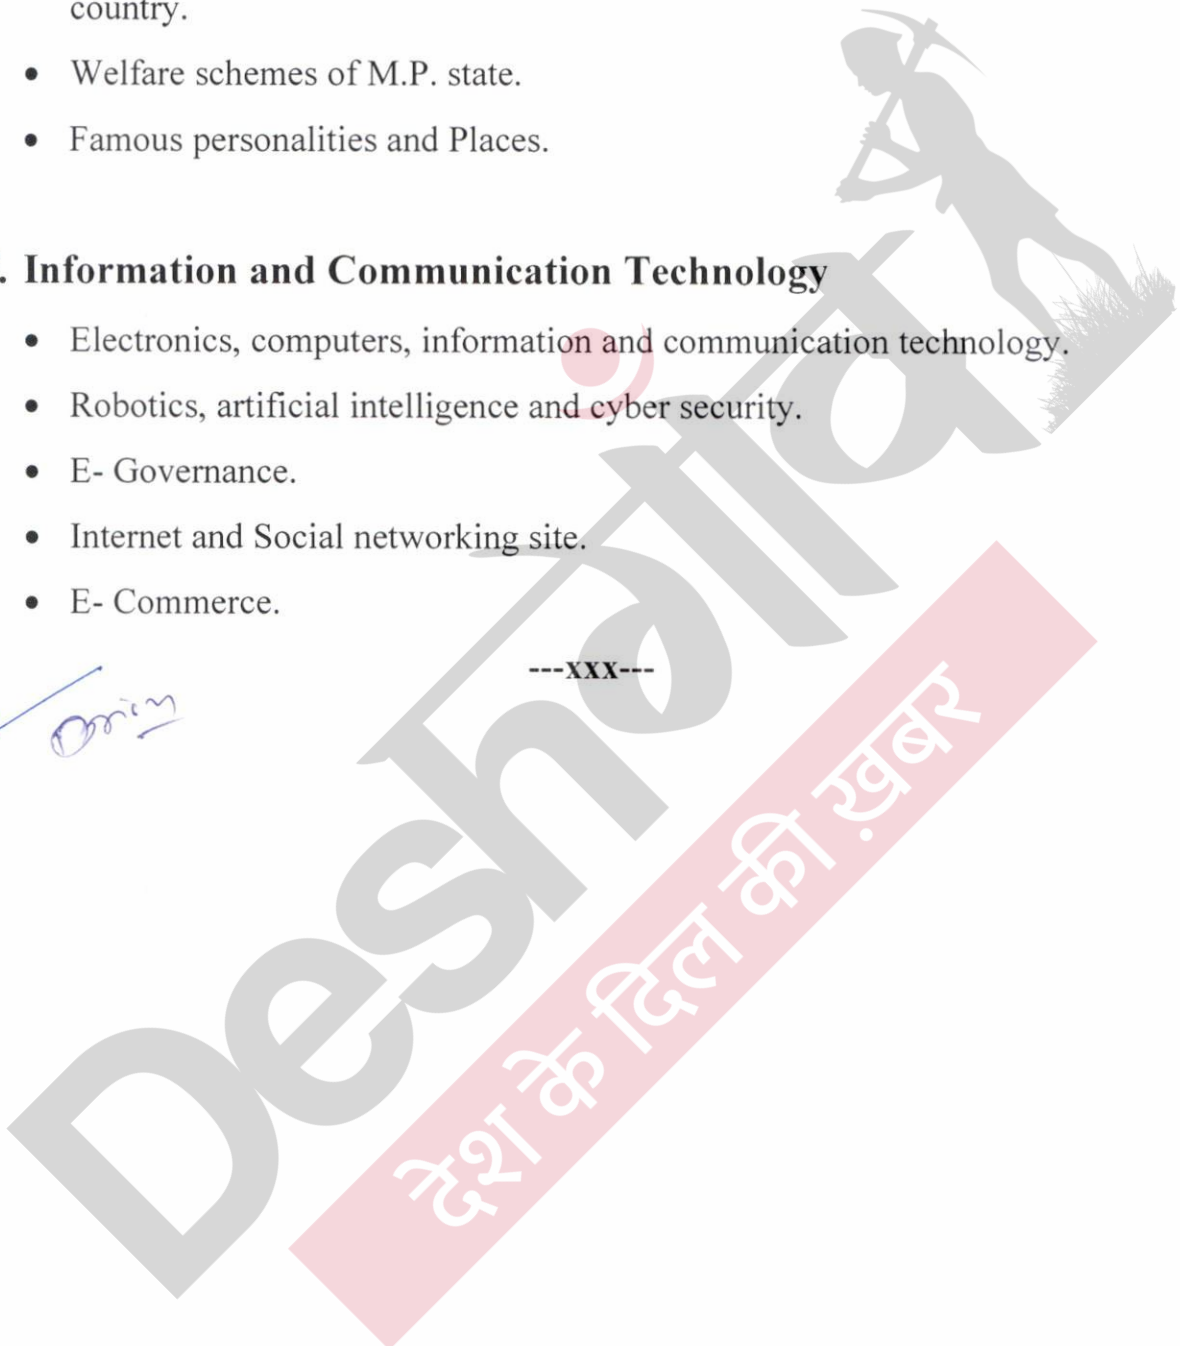 country.
• Welfare schemes of M.P. state.
• Famous personalities and Places.
. Information and Communication Technology
• Electronics, computers, information and communication technology.
• Robotics, artificial intelligence and cyber security.
• E- Governance.
• Internet and Social networking site.
• E- Commerce.
---xxx---
Deshगांव
देश के दिल की ख़बर